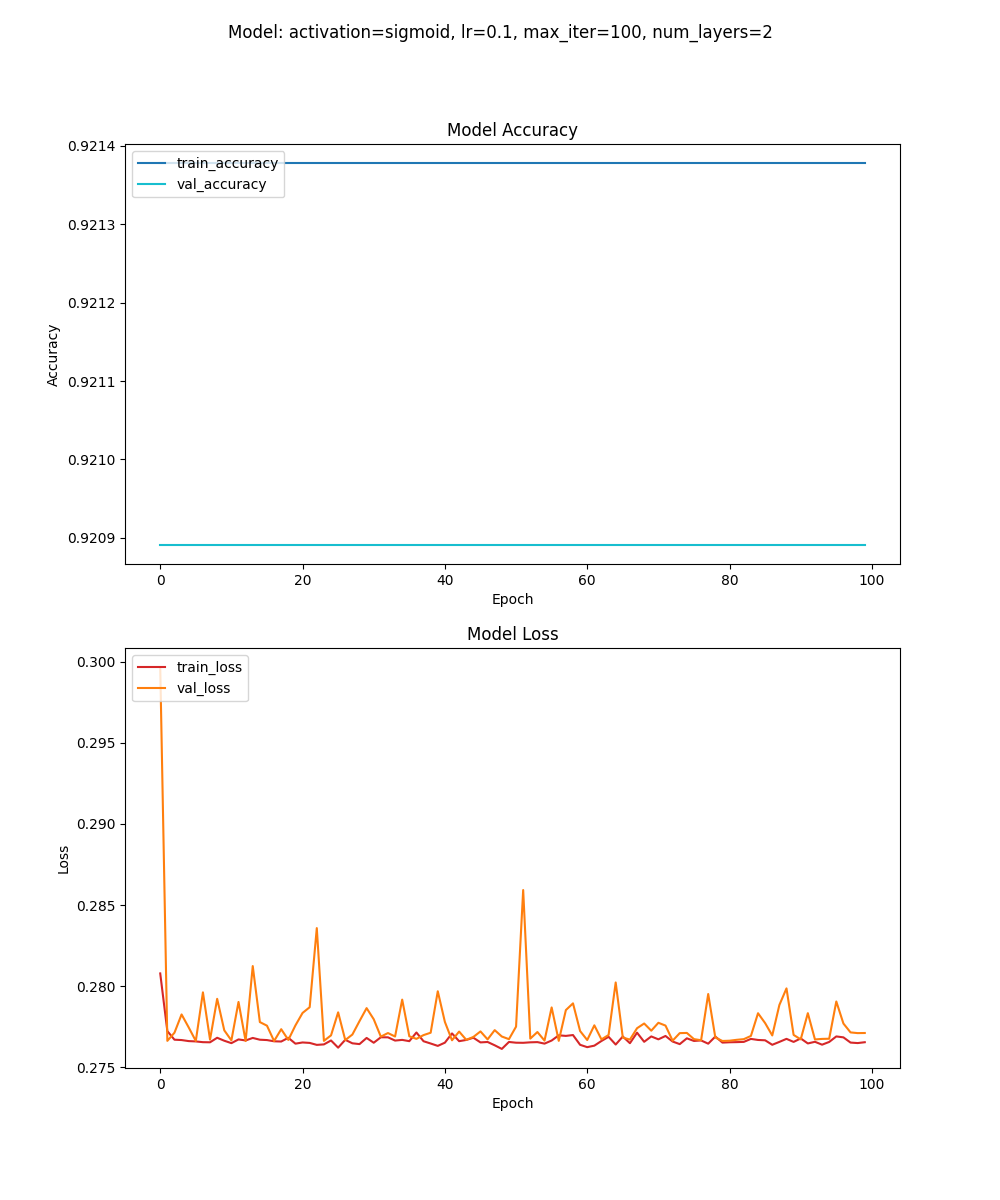 Model: activation=sigmoid, lr=0.1, max_iter=100, num_layers=2
Model Accuracy
train_accuracy
val_accuracy
0.9214
0.9213
0.9212
0.9211
0.9210
0.9209
Accuracy
0 20 40 60 80 100
Epoch
Model Loss
train_loss
val_loss
0.300
0.295
0.290
0.285
0.280
0.275
Loss
0 20 40 60 80 100
Epoch